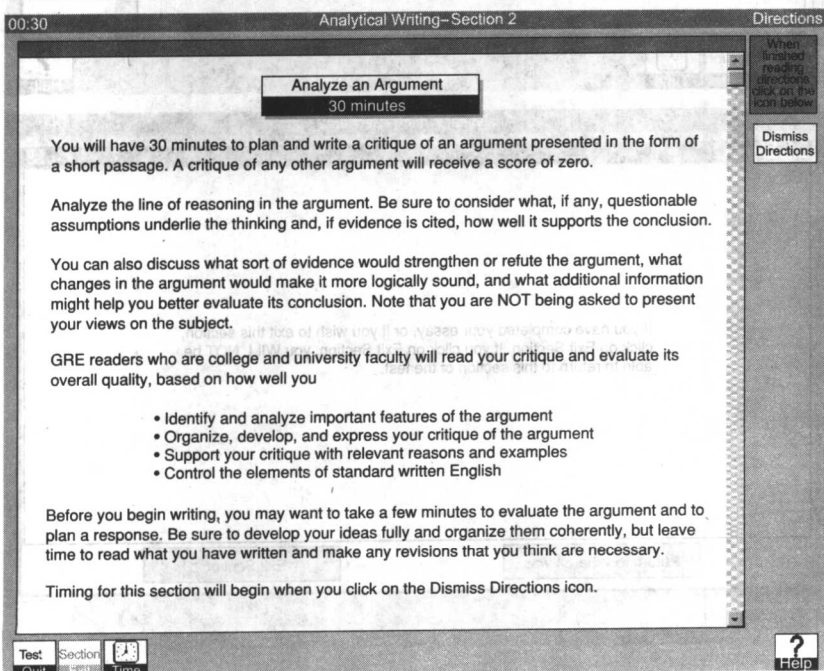 00:30
Analytical Writing–Section 2
Directions
When
finished
reading
directions
click on the
icon below
Dismiss
Directions
Analyze an Argument
30 minutes
You will have 30 minutes to plan and write a critique of an argument presented in the form of
a short passage. A critique of any other argument will receive a score of zero.
Analyze the line of reasoning in the argument. Be sure to consider what, if any, questionable
assumptions underlie the thinking and, if evidence is cited, how well it supports the conclusion.
You can also discuss what sort of evidence would strengthen or refute the argument, what
changes in the argument would make it more logically sound, and what additional information
might help you better evaluate its conclusion. Note that you are NOT being asked to present
your views on the subject.
GRE readers who are college and university faculty will read your critique and evaluate its
overall quality, based on how well you
• Identify and analyze important features of the argument
• Organize, develop, and express your critique of the argument
• Support your critique with relevant reasons and examples
• Control the elements of standard written English
Before you begin writing, you may want to take a few minutes to evaluate the argument and to
plan a response. Be sure to develop your ideas fully and organize them coherently, but leave
time to read what you have written and make any revisions that you think are necessary.
Timing for this section will begin when you click on the Dismiss Directions icon.
Test
Quit
Section
Time
?
Help